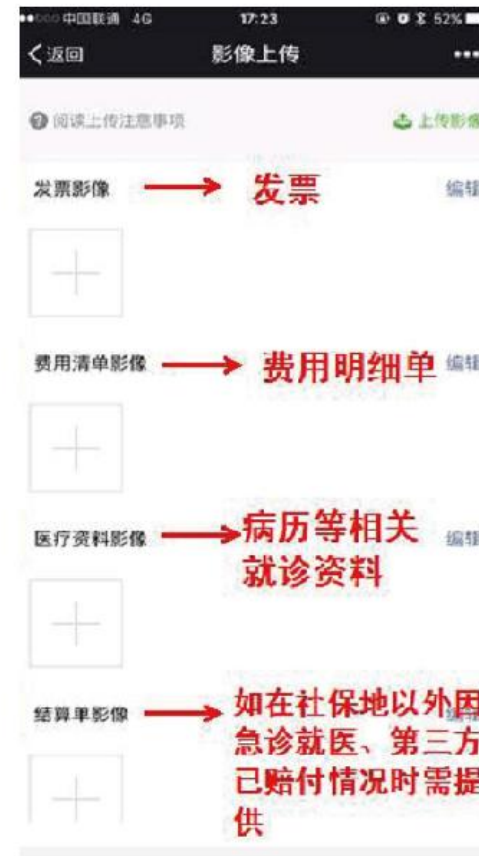 中国联通 4G 17:23 52%
返回 影像上传
阅读上传注意事项 上传影像
发票影像 发票 编辑
费用清单影像 费用明细单 编辑
医疗资料影像 病历等相关 编辑
就诊资料
结算单影像 如在社保地以外因
急诊就医、第三方
已赔付情况时需提
供